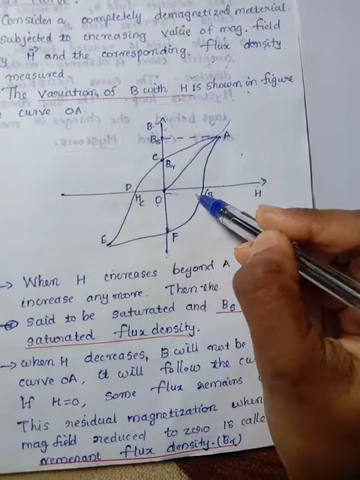 Consider a completely demagnetized material
subjected to increasing value of mag. field
H and the corresponding flux density
measured.
The variation of B with H is shown in figure
curve OA.
B
Bs
A
C
Br
D
Hc
O
G
H
E
F
→ When H increases beyond A
increase any more. Then the
said to be saturated and Bs
saturated flux density.
→ when H decreases, B will not be
curve OA, it will follow the cu
If H=0, some flux remains
This residual magnetization when
mag field reduced to zero is calle
remenant flux density. (Br)